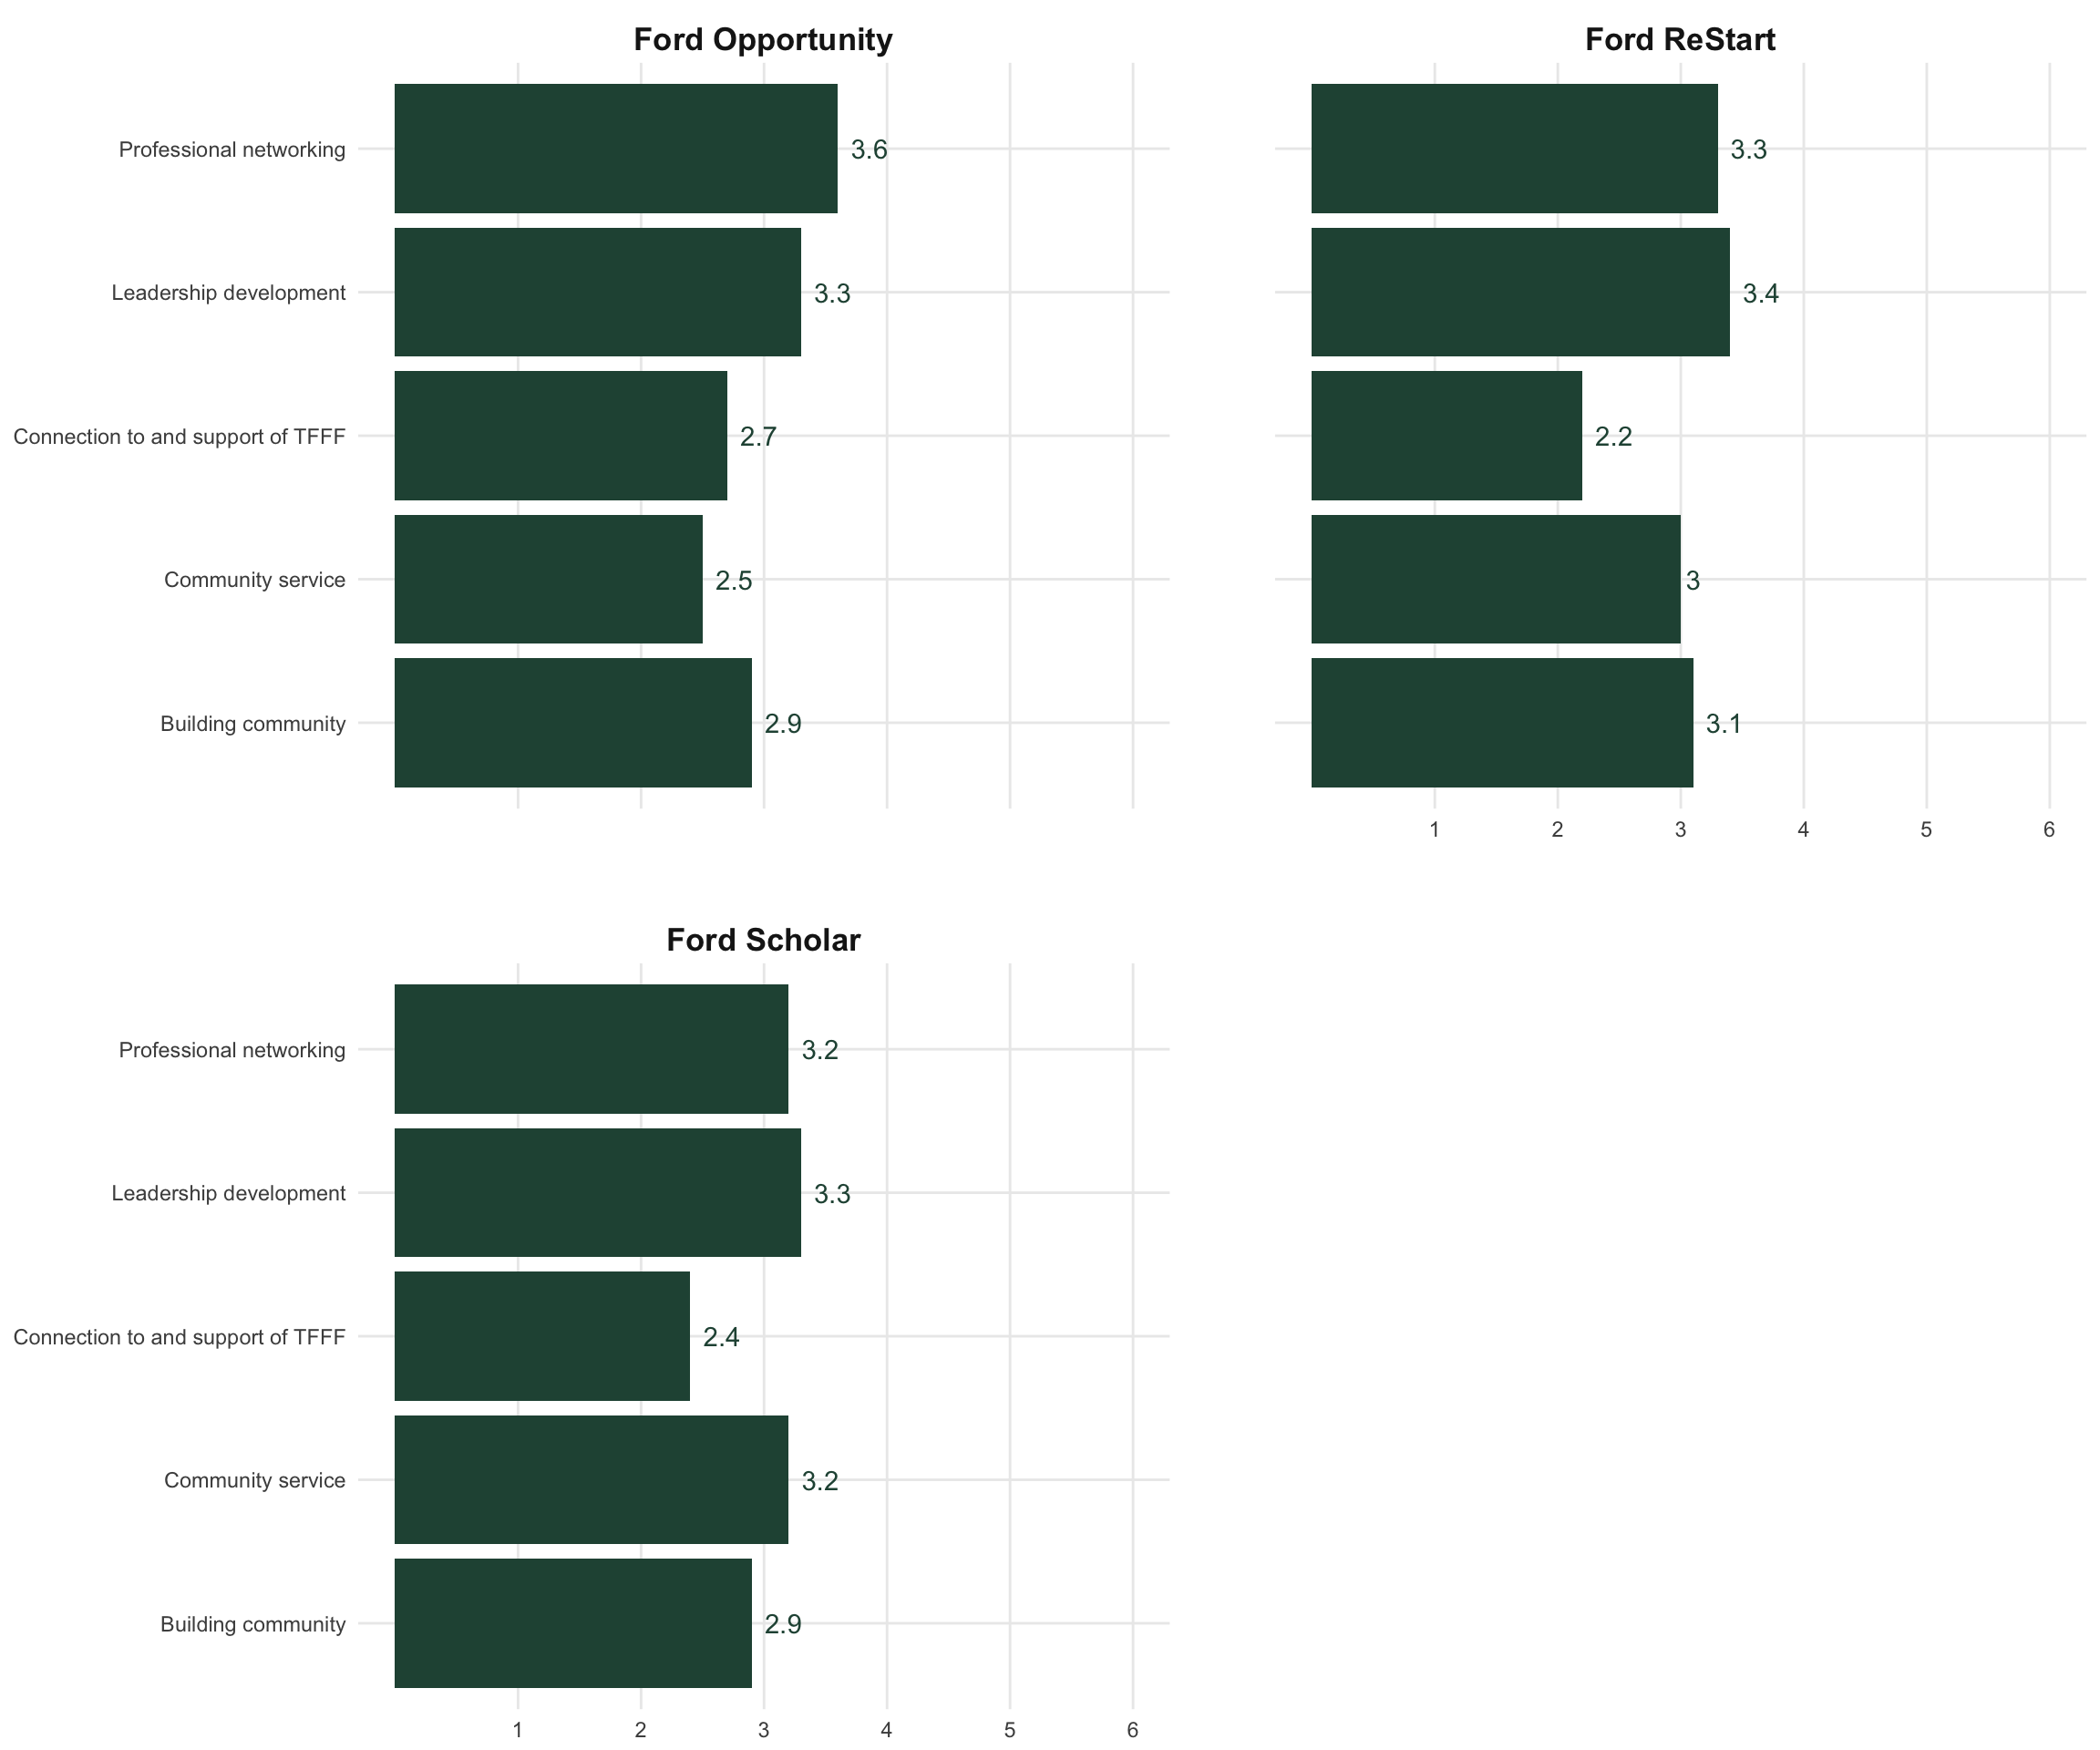 Ford Opportunity
Professional networking
3.6
Leadership development
3.3
Connection to and support of TFFF
2.7
Community service
2.5
Building community
2.9
Ford ReStart
3.3
3.4
2.2
3
3.1
1 2 3 4 5 6
Ford Scholar
Professional networking
3.2
Leadership development
3.3
Connection to and support of TFFF
2.4
Community service
3.2
Building community
2.9
1 2 3 4 5 6